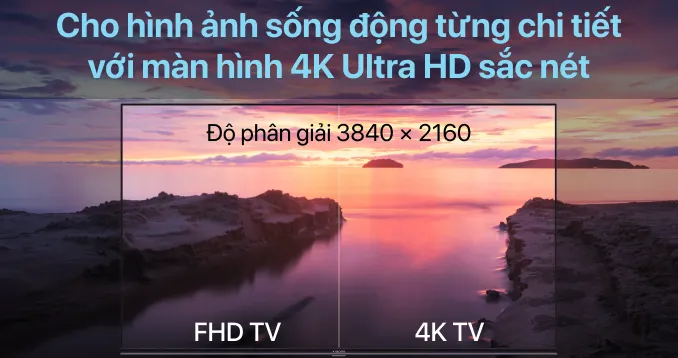 Cho hình ảnh sống động từng chi tiết
với màn hình 4K Ultra HD sắc nét
Độ phân giải 3840 × 2160
FHD TV
4K TV